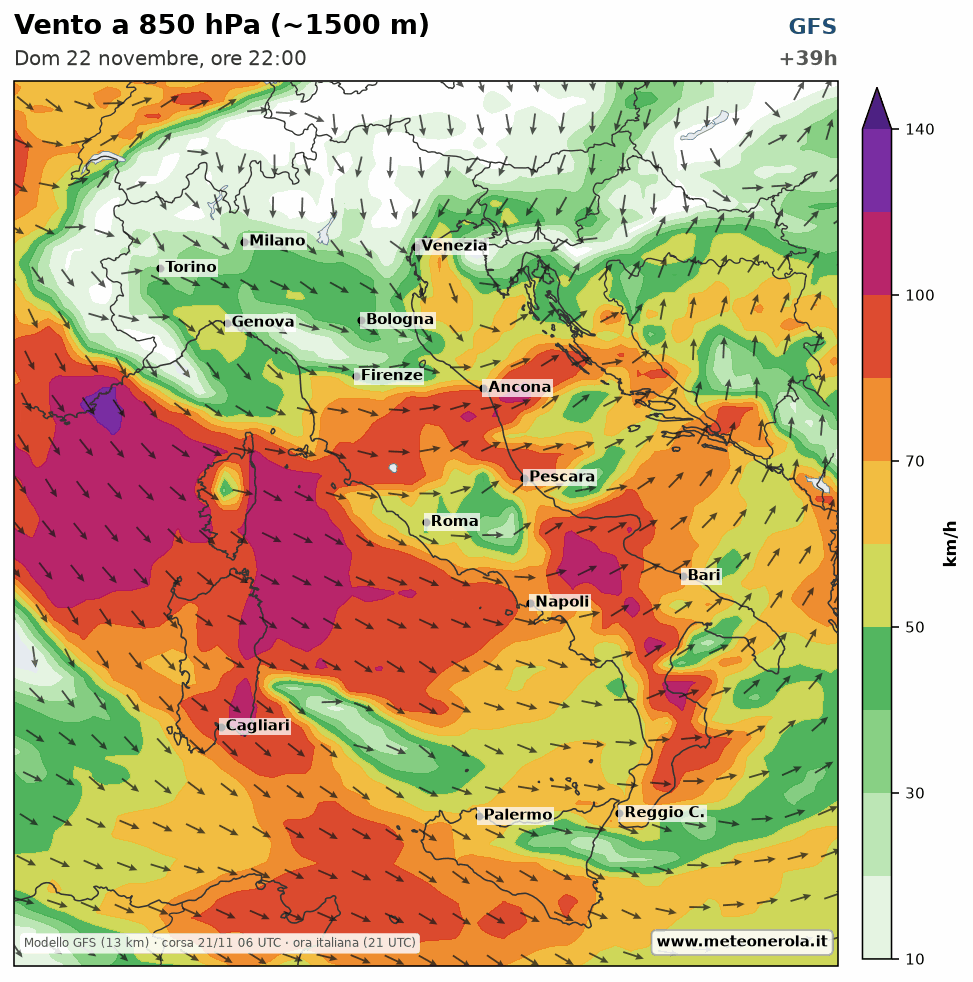 Vento a 850 hPa (~1500 m)
GFS
Dom 22 novembre, ore 22:00
+39h
140
100
70
50
30
10
km/h
Milano
Venezia
Torino
Genova
Bologna
Firenze
Ancona
Pescara
Roma
Bari
Napoli
Cagliari
Palermo
Reggio C.
Modello GFS (13 km) · corsa 21/11 06 UTC · ora italiana (21 UTC)
www.meteonerola.it